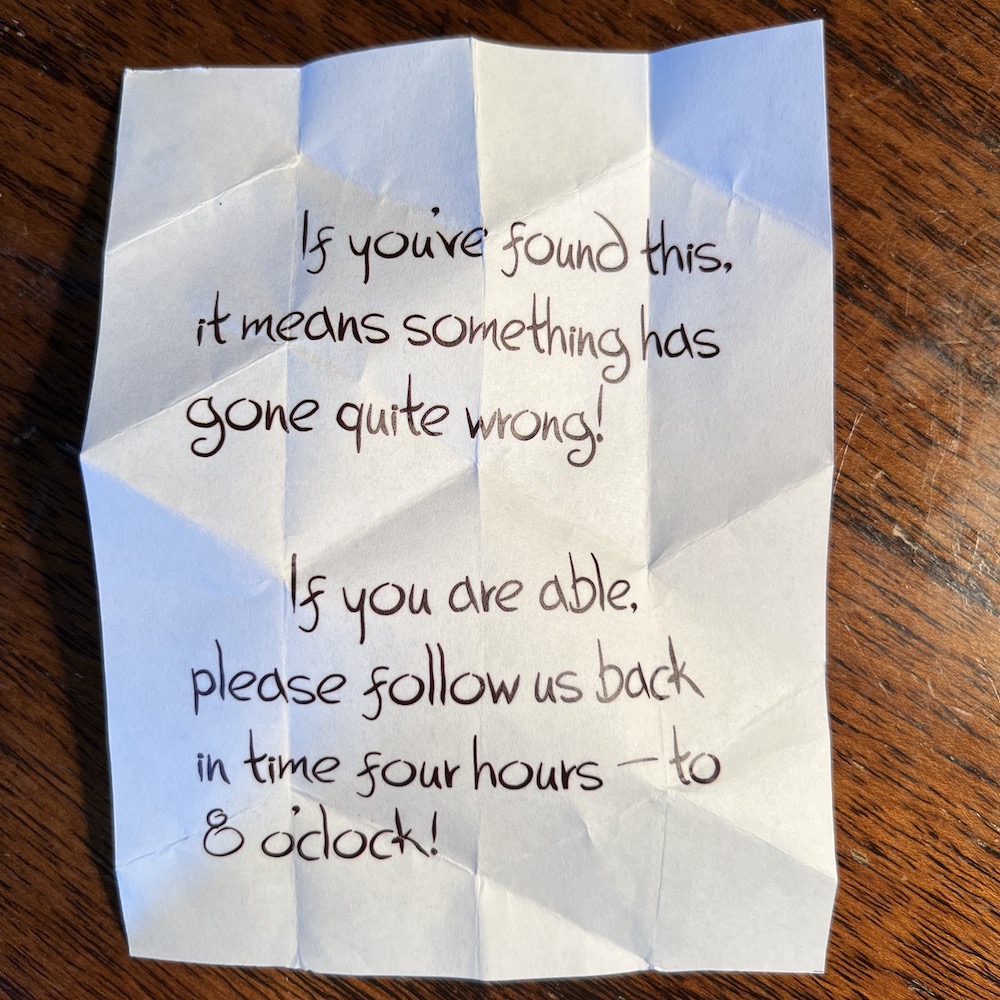 If you've found this,
it means something has
gone quite wrong!
If you are able,
please follow us back
in time four hours – to
8 o'clock!